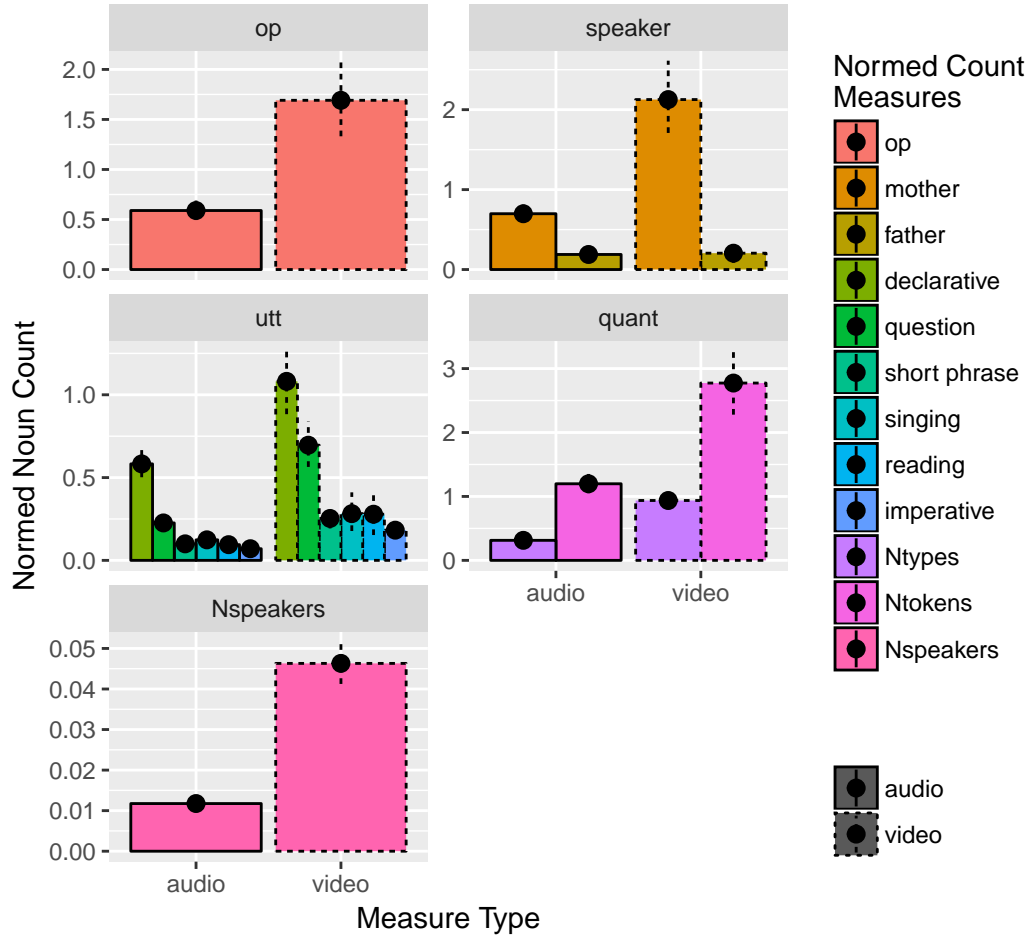 op
speaker
2.0
1.5
1.0
0.5
0.0
2
1
0
utt
quant
1.0
0.5
0.0
3
2
1
0
audio
video
Nspeakers
0.05
0.04
0.03
0.02
0.01
0.00
audio
video
Normed Noun Count
Measure Type
Normed Count
Measures
op
mother
father
declarative
question
short phrase
singing
reading
imperative
Ntypes
Ntokens
Nspeakers
audio
video